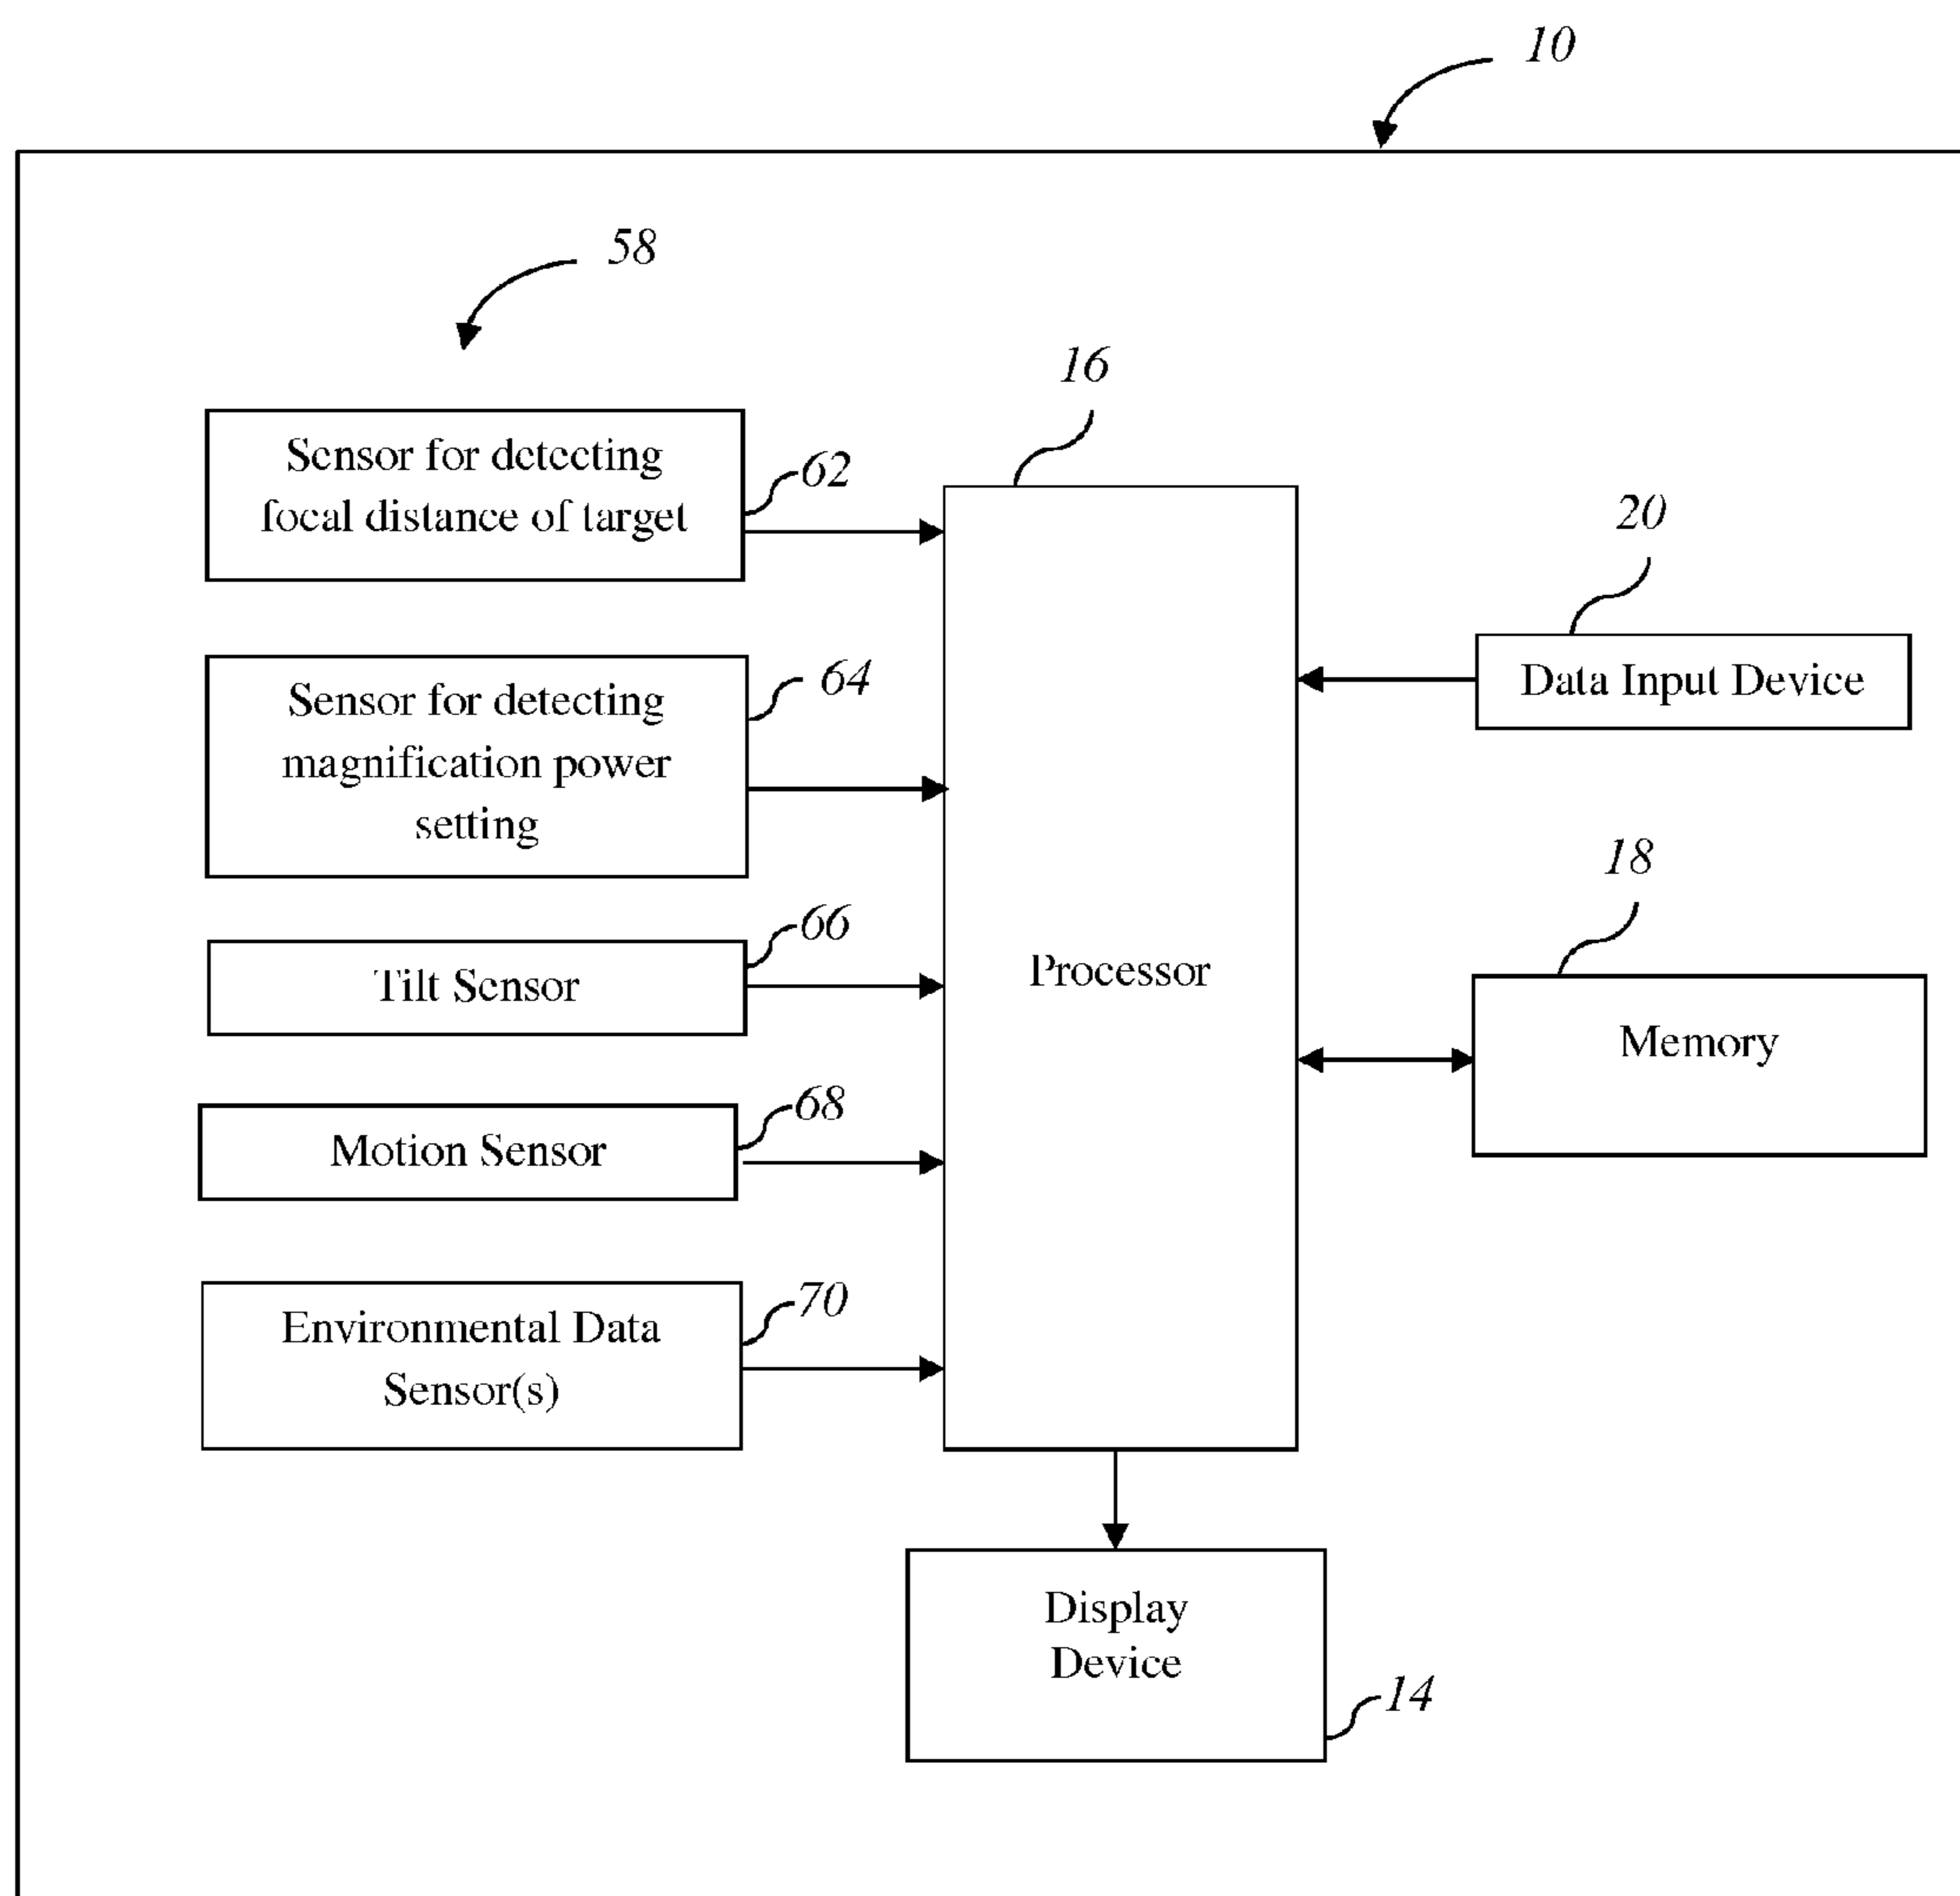 10
58
16
Sensor for detecting
focal distance of target
62
20
Data Input Device
Sensor for detecting
magnification power
setting
64
18
Memory
66
Tilt Sensor
Processor
68
Motion Sensor
70
Environmental Data
Sensor(s)
Display
Device
14